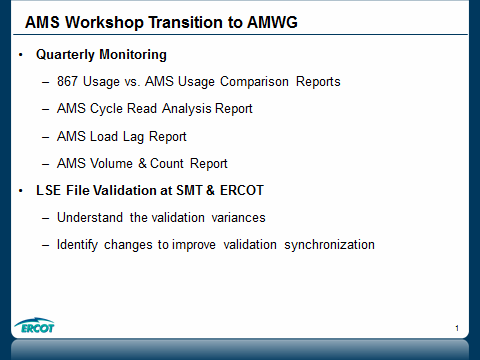 AMS Workshop Transition to AMWG
• Quarterly Monitoring
– 867 Usage vs. AMS Usage Comparison Reports
– AMS Cycle Read Analysis Report
– AMS Load Lag Report
– AMS Volume & Count Report
• LSE File Validation at SMT & ERCOT
– Understand the validation variances
– Identify changes to improve validation synchronization
ERCOT
1